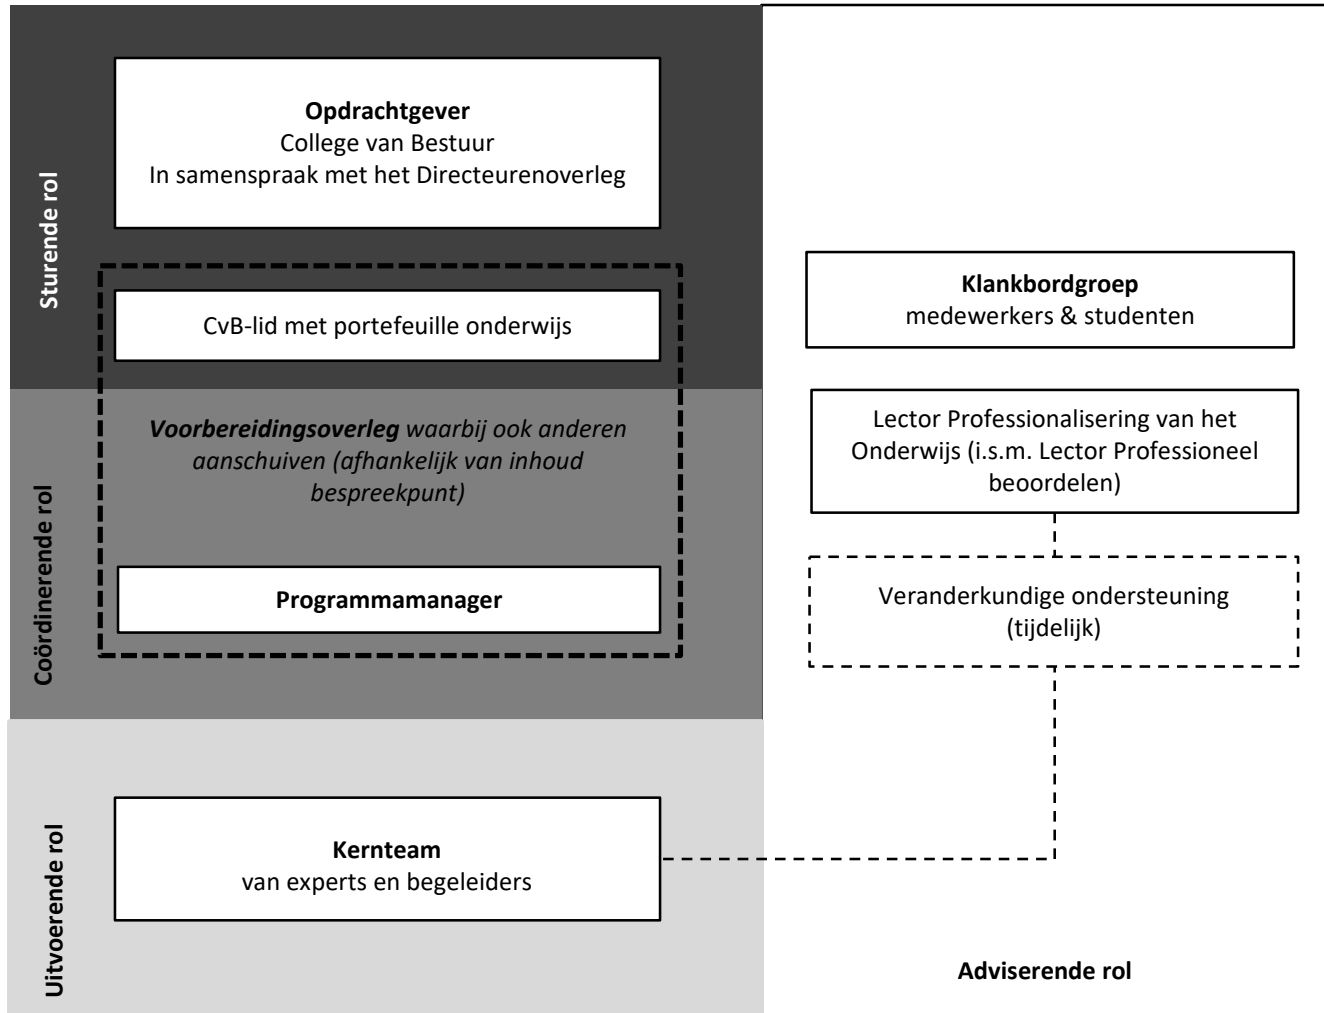 Sturende rol
Opdrachtgever
College van Bestuur
In samenspraak met het Directeurenoverleg
CvB-lid met portefeuille onderwijs
Coördinerende rol
Voorbereidingsoverleg waarbij ook anderen
aanschuiven (afhankelijk van inhoud
bespreekpunt)
Programmamanager
Uitvoerende rol
Kernteam
van experts en begeleiders
Klankbordgroep
medewerkers & studenten
Lector Professionalisering van het
Onderwijs (i.s.m. Lector Professioneel
beoordelen)
Veranderkundige ondersteuning
(tijdelijk)
Adviserende rol